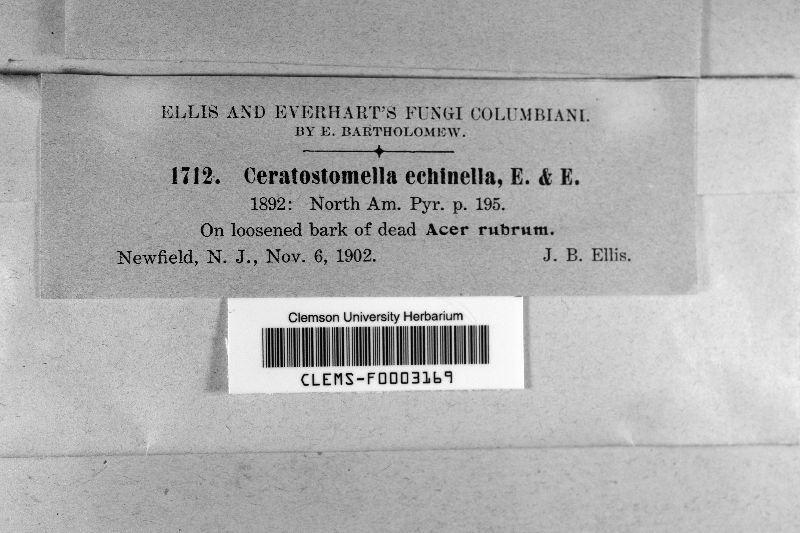 ELLIS AND EVERHART'S FUNGI COLUMBIANI.
BY E. BARTHOLOMEW.
1712. Ceratostomella echinella, E. & E.
1892: North Am. Pyr. p. 195.
On loosened bark of dead Acer rubrum.
Newfield, N. J., Nov. 6, 1902. J. B. Ellis.
Clemson University Herbarium
CLEMS-F0003169